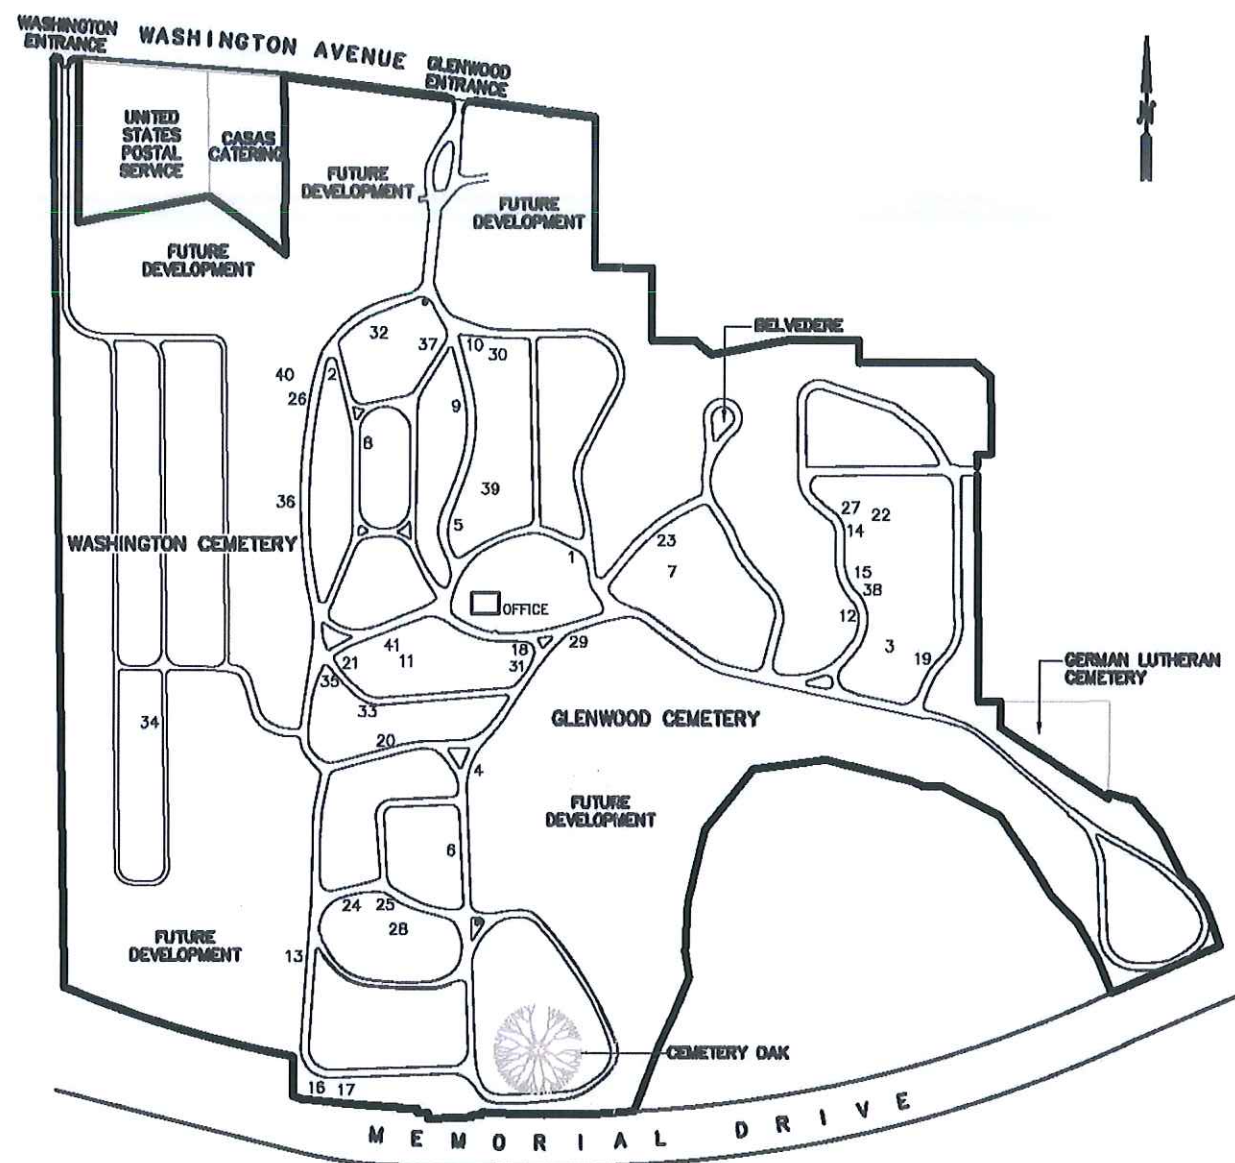 WASHINGTON
ENTRANCE
WASHINGTON AVENUE
GLENWOOD
ENTRANCE
N
UNITED
STATES
POSTAL
SERVICE
CASAS
CATERING
FUTURE
DEVELOPMENT
FUTURE
DEVELOPMENT
FUTURE
DEVELOPMENT
BELVEDERE
32
37
10
30
40
2
26
9
8
39
36
5
27
22
14
23
1
7
15
38
WASHINGTON CEMETERY
OFFICE
12
41
18
29
3
21
11
31
19
35
GERMAN LUTHERAN
CEMETERY
33
34
GLENWOOD CEMETERY
20
4
FUTURE
DEVELOPMENT
6
24
25
28
FUTURE
DEVELOPMENT
13
CEMETERY OAK
16
17
MEMORIAL DRIVE